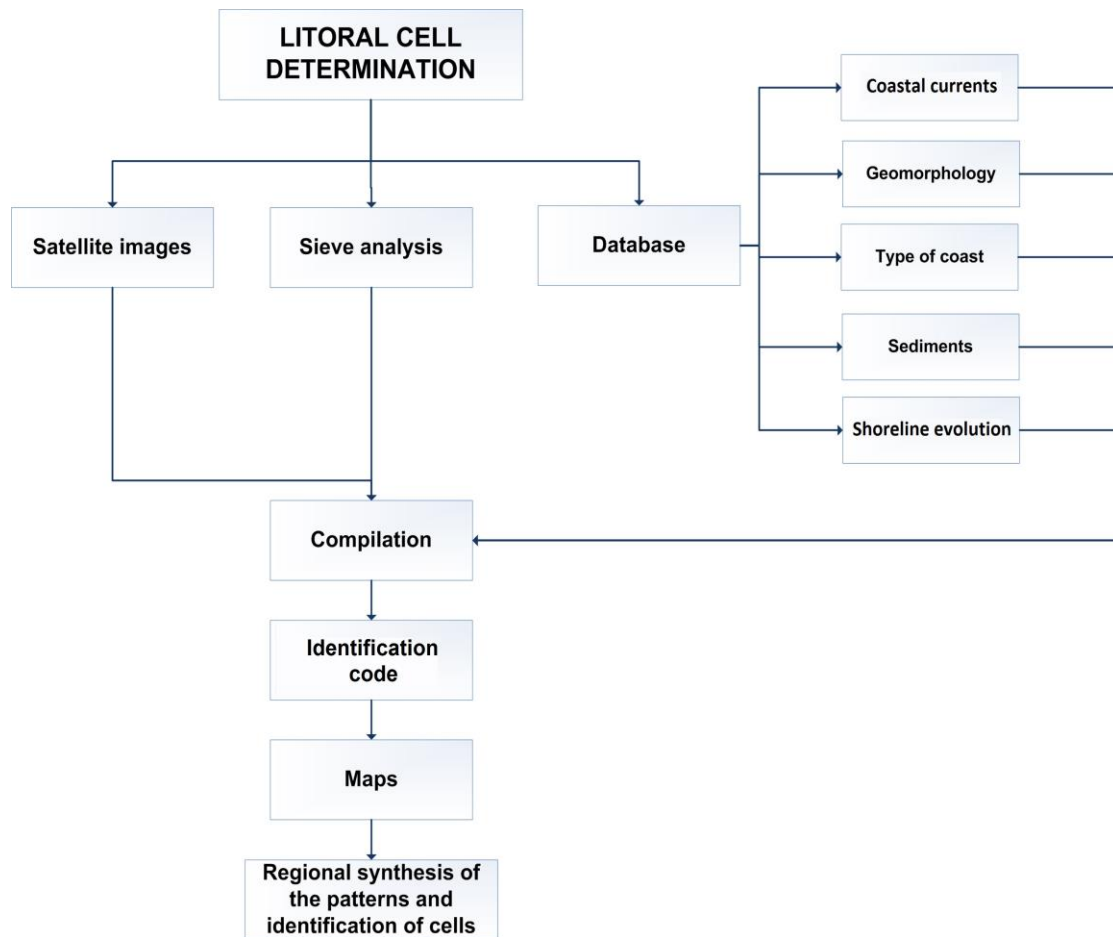 LITORAL CELL
DETERMINATION
Satellite images
Sieve analysis
Database
Coastal currents
Geomorphology
Type of coast
Sediments
Shoreline evolution
Compilation
Identification
code
Maps
Regional synthesis of
the patterns and
identification of cells